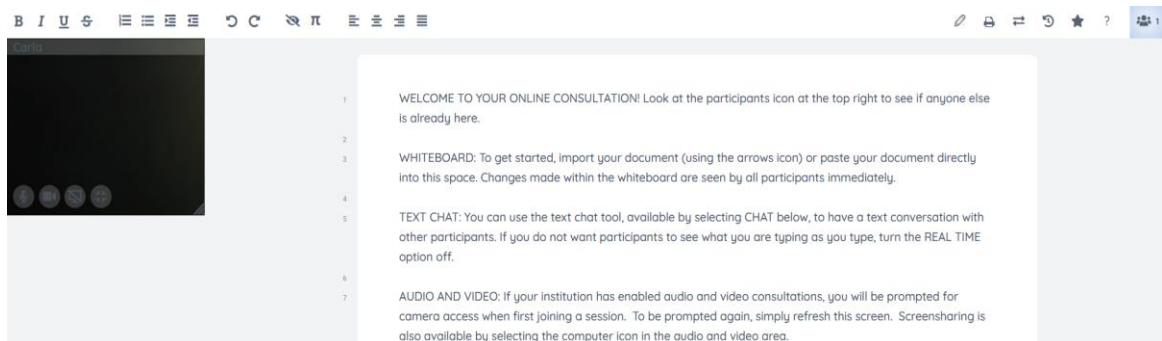 B I U S
? 1
Carla
1 WELCOME TO YOUR ONLINE CONSULTATION! Look at the participants icon at the top right to see if anyone else
is already here.
2
3 WHITEBOARD: To get started, import your document (using the arrows icon) or paste your document directly
into this space. Changes made within the whiteboard are seen by all participants immediately.
4
5 TEXT CHAT: You can use the text chat tool, available by selecting CHAT below, to have a text conversation with
other participants. If you do not want participants to see what you are typing as you type, turn the REAL TIME
option off.
6
7 AUDIO AND VIDEO: If your institution has enabled audio and video consultations, you will be prompted for
camera access when first joining a session. To be prompted again, simply refresh this screen. Screensharing is
also available by selecting the computer icon in the audio and video area.